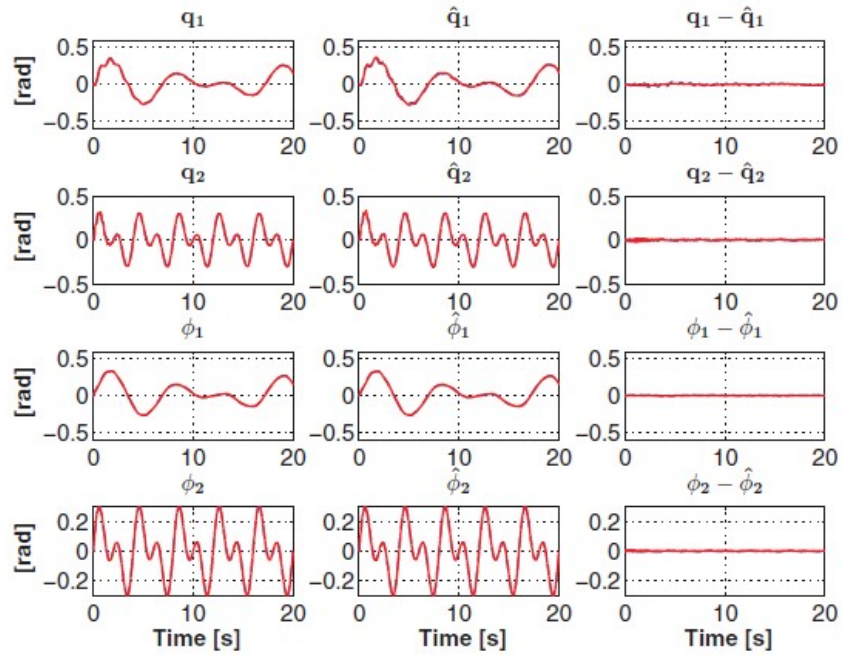 q₁ q̂₁ q₁ − q̂₁
[rad] 0.5 0.5 0.5
0 0 0
−0.5 −0.5 −0.5
0 10 20 0 10 20 0 10 20
q₂ q̂₂ q₂ − q̂₂
[rad] 0.5 0.5 0.5
0 0 0
−0.5 −0.5 −0.5
0 10 20 0 10 20 0 10 20
ϕ₁ ϕ̂₁ ϕ₁ − ϕ̂₁
[rad] 0.5 0.5 0.5
0 0 0
−0.5 −0.5 −0.5
0 10 20 0 10 20 0 10 20
ϕ₂ ϕ̂₂ ϕ₂ − ϕ̂₂
[rad] 0.2 0.2 0.2
0 0 0
−0.2 −0.2 −0.2
0 10 20 0 10 20 0 10 20
Time [s] Time [s] Time [s]